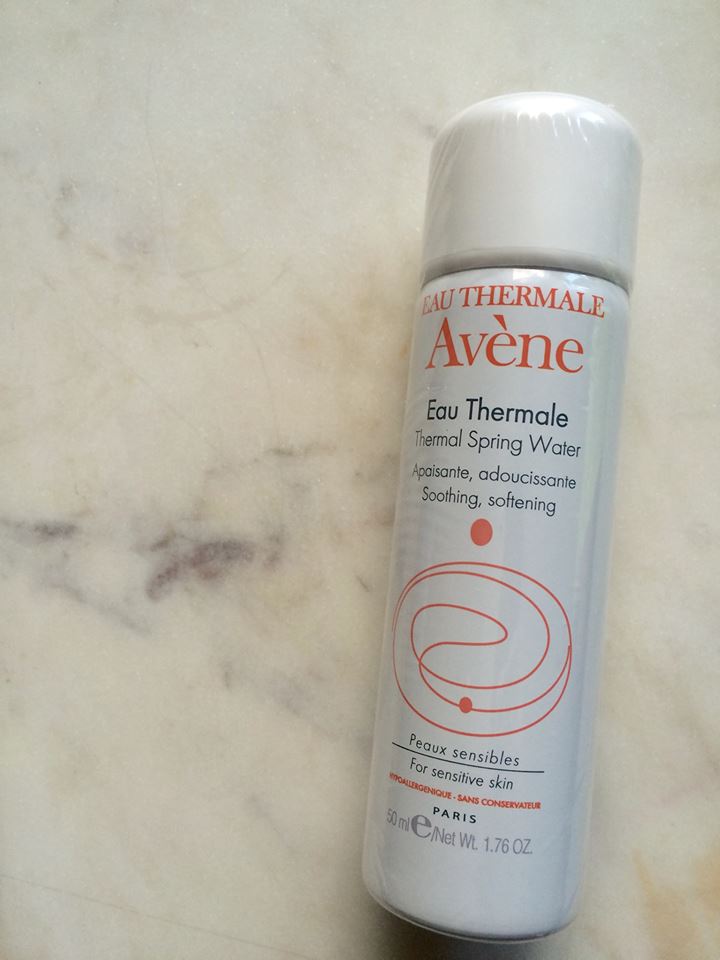 EAU THERMALE
Avène
Eau Thermale
Thermal Spring Water
Apaisante, adoucissante
Soothing, softening
Peaux sensibles
For sensitive skin
HYPOALLERGENIQUE - SANS CONSERVATEUR
PARIS
50 ml e/Net Wt. 1.76 OZ.